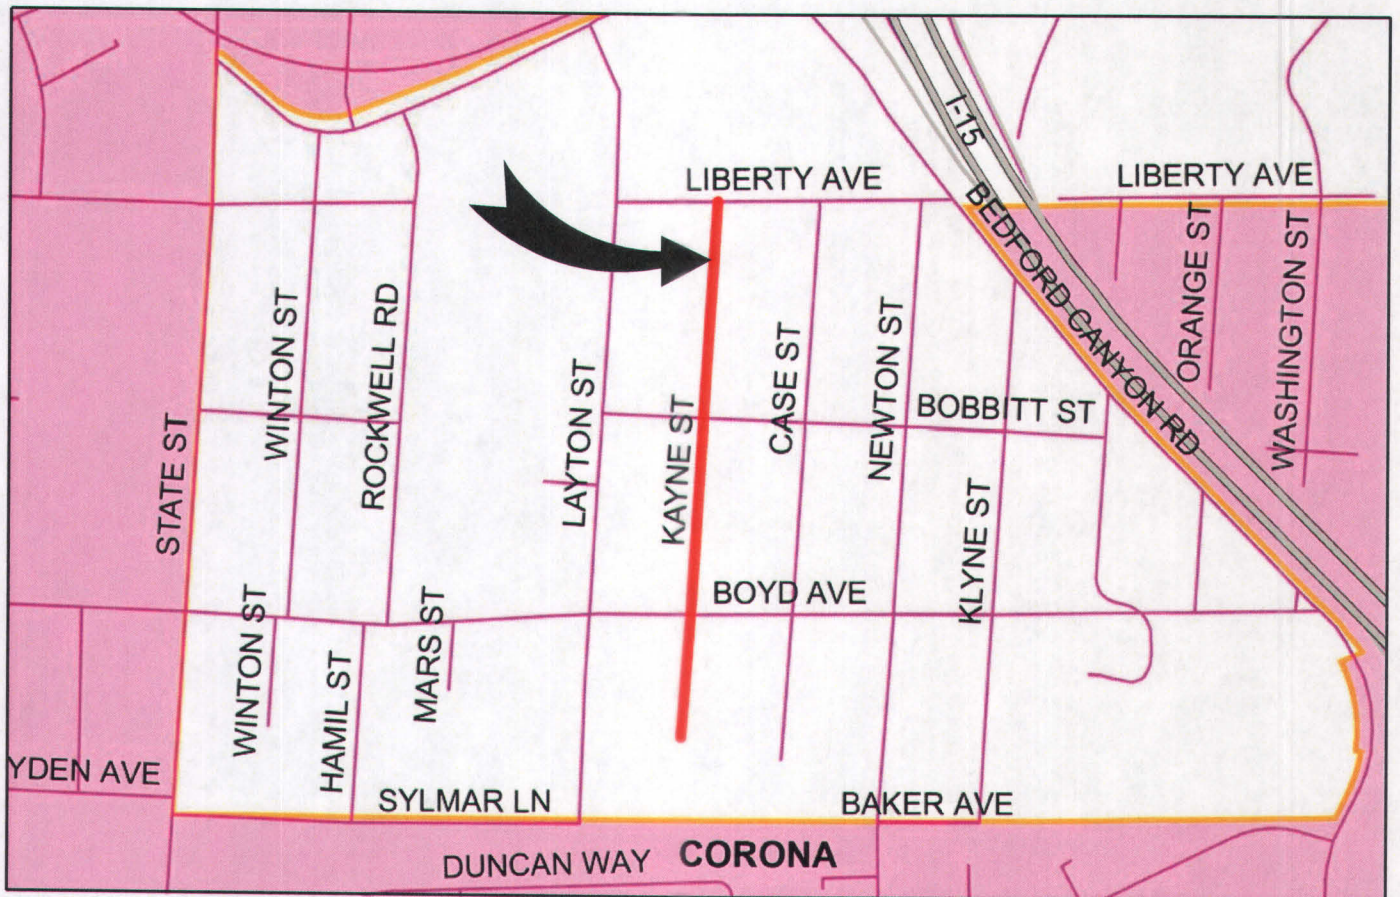 I-15
LIBERTY AVE
LIBERTY AVE
BEDFORD CANYON RD
ORANGE ST
WASHINGTON ST
WINTON ST
ROCKWELL RD
LAYTON ST
KAYNE ST
CASE ST
NEWTON ST
BOBBITT ST
STATE ST
KLYNE ST
BOYD AVE
WINTON ST
HAMIL ST
MARS ST
YDEN AVE
SYLMAR LN
BAKER AVE
DUNCAN WAY
CORONA